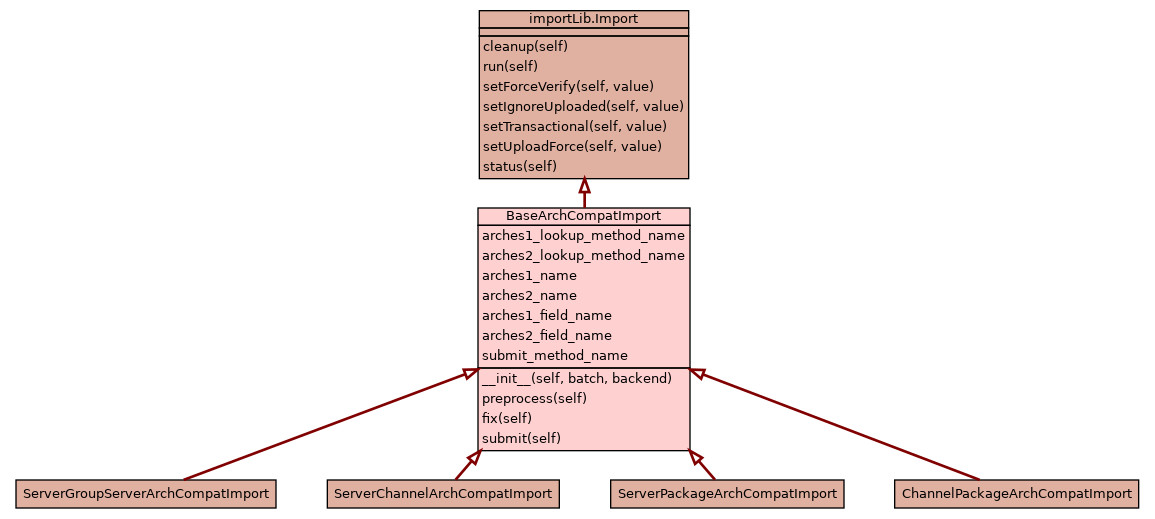 importLib.Import
cleanup(self)
run(self)
setForceVerify(self, value)
setIgnoreUploaded(self, value)
setTransactional(self, value)
setUploadForce(self, value)
status(self)
BaseArchCompatImport
arches1_lookup_method_name
arches2_lookup_method_name
arches1_name
arches2_name
arches1_field_name
arches2_field_name
submit_method_name
__init__(self, batch, backend)
preprocess(self)
fix(self)
submit(self)
ServerGroupServerArchCompatImport
ServerChannelArchCompatImport
ServerPackageArchCompatImport
ChannelPackageArchCompatImport